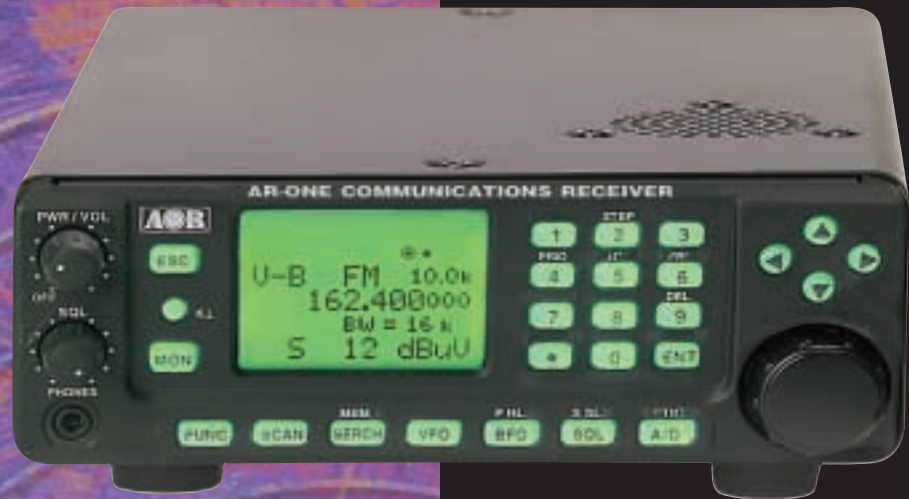 AR-ONE COMMUNICATIONS RECEIVER
PWR / VOL
AOR
OFF
SQL
PHONES
ESC
MON
V-B FM 10.0k
162.400000
BW = 16 k
S 12 dBuV
STEP
1 2 3
4 5 6
DEL
7 8 9
0 ENT
MEM
FUNC SCAN SERCH VFO BFO SQL A/D